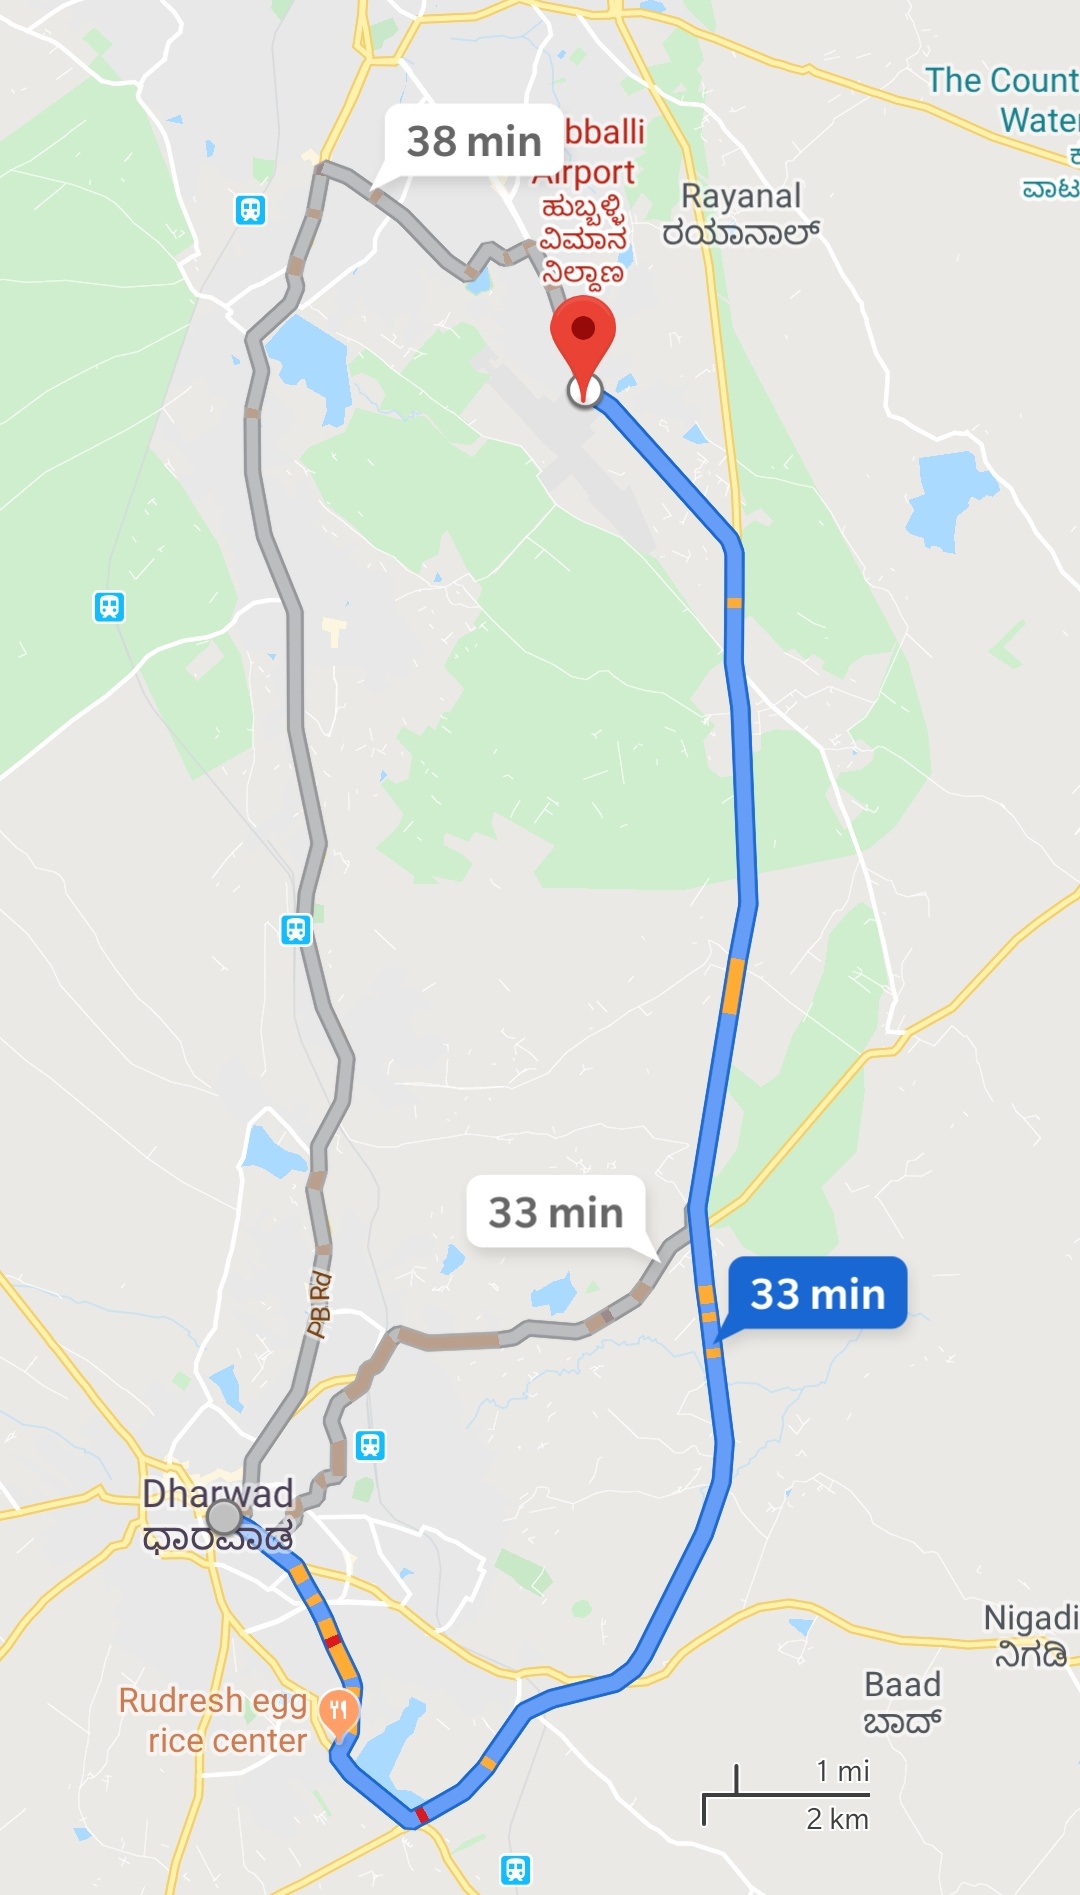 The Count
Water
ವಾಟ
38 min
bballi
Airport
ಹುಬ್ಬಳ್ಳಿ
ವಿಮಾನ
ನಿಲ್ದಾಣ
Rayanal
ರಯಾನಾಲ್
33 min
33 min
PB Rd
Dharwad
ಧಾರವಾಡ
Nigadi
ನಿಗಡಿ
Rudresh egg
rice center
Baad
ಬಾದ್
1 mi
2 km